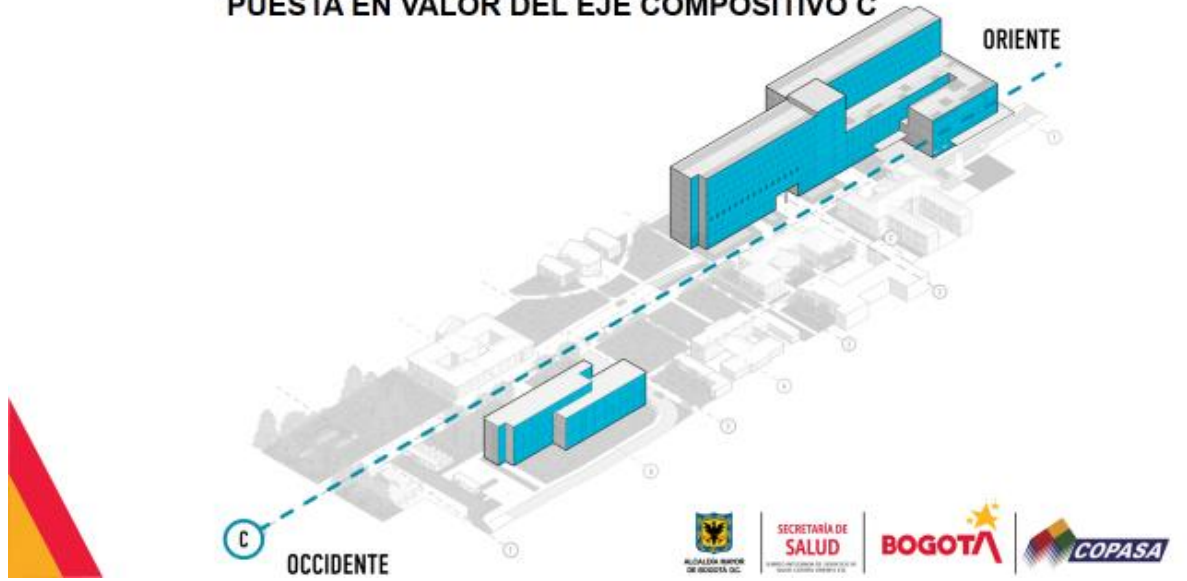 PUESTA EN VALOR DEL EJE COMPOSITIVO C
ORIENTE
C
OCCIDENTE
ALCALDÍA MAYOR
DE BOGOTÁ D.C.
SECRETARÍA DE
SALUD
BOGOTÁ
COPASA